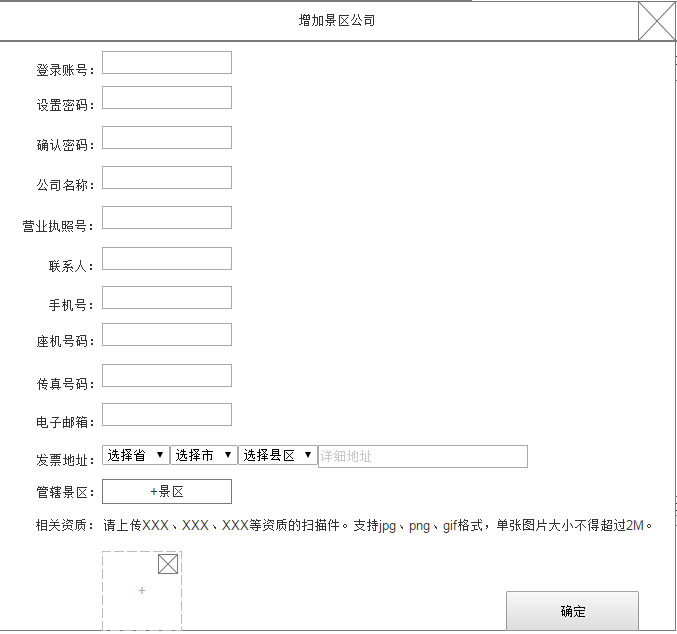 增加景区公司
登录账号：
设置密码：
确认密码：
公司名称：
营业执照号：
联系人：
手机号：
座机号码：
传真号码：
电子邮箱：
发票地址： 选择省 ▼ 选择市 ▼ 选择县区 ▼ 详细地址
管辖景区： +景区
相关资质： 请上传XXX、XXX、XXX等资质的扫描件。支持jpg、png、gif格式，单张图片大小不得超过2M。
+
确定